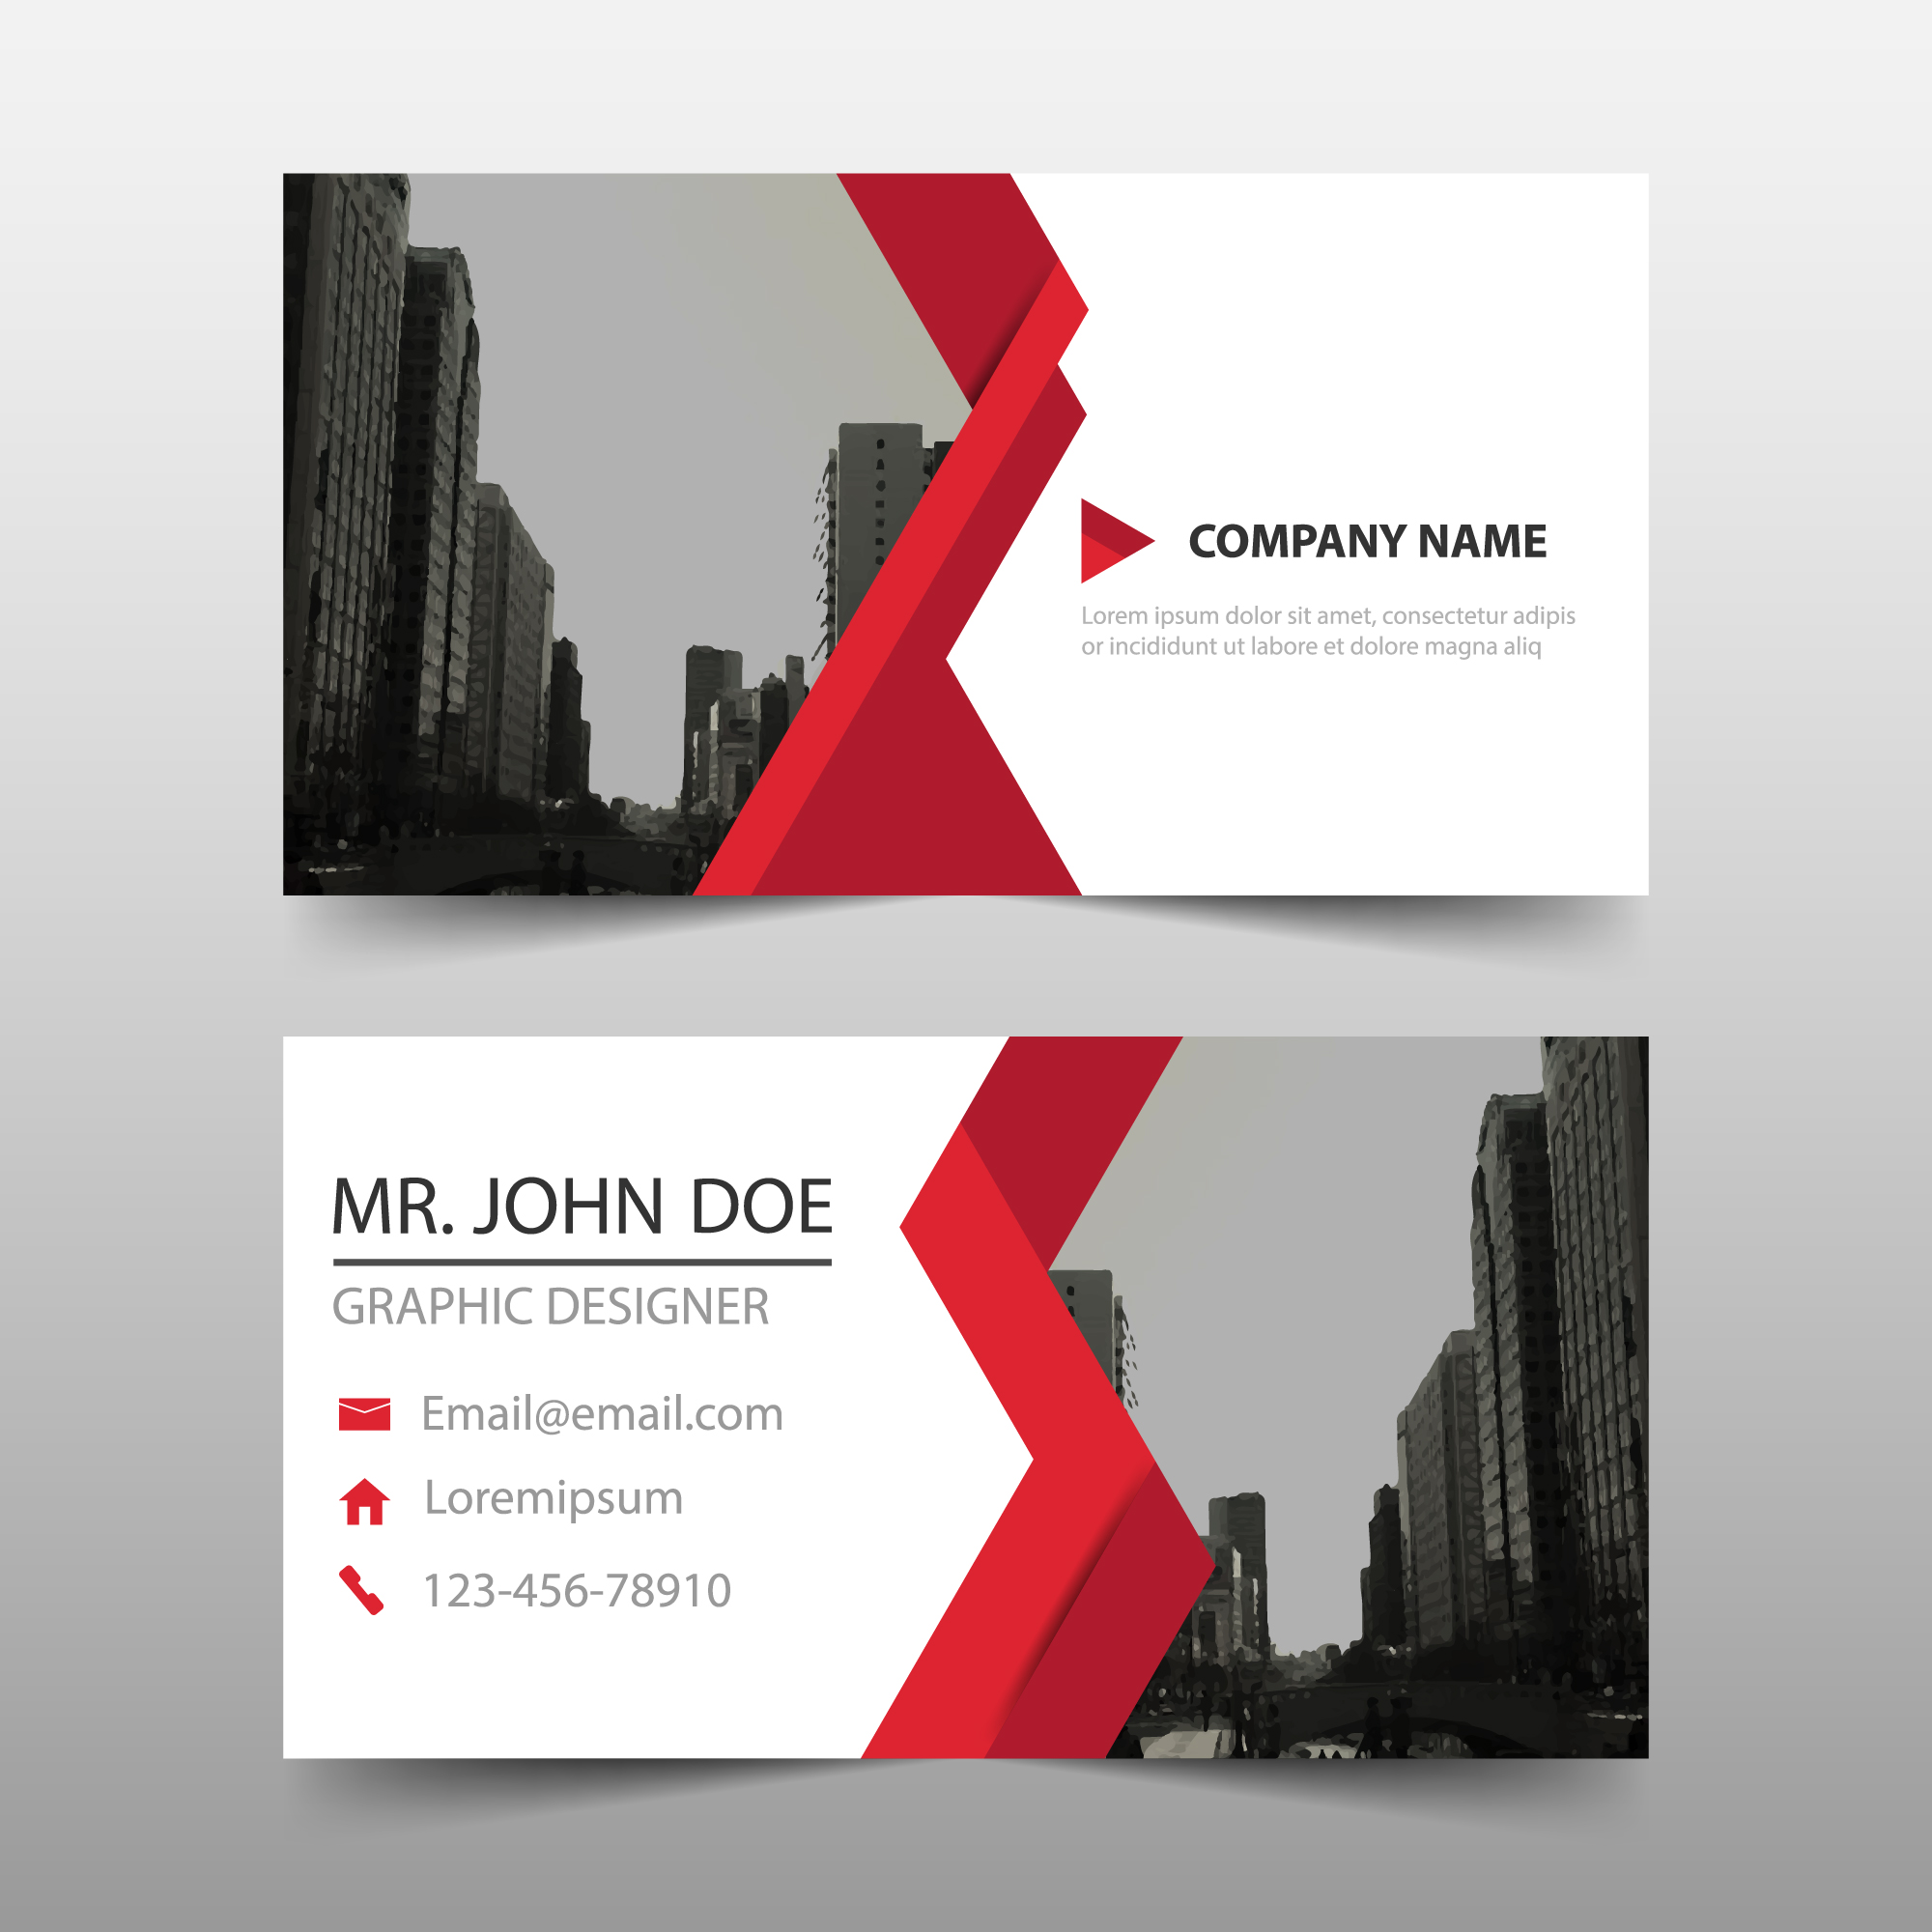 COMPANY NAME
Lorem ipsum dolor sit amet, consectetur adipis
or incididunt ut labore et dolore magna aliq
MR. JOHN DOE
GRAPHIC DESIGNER
Email@email.com
Loremipsum
123-456-78910